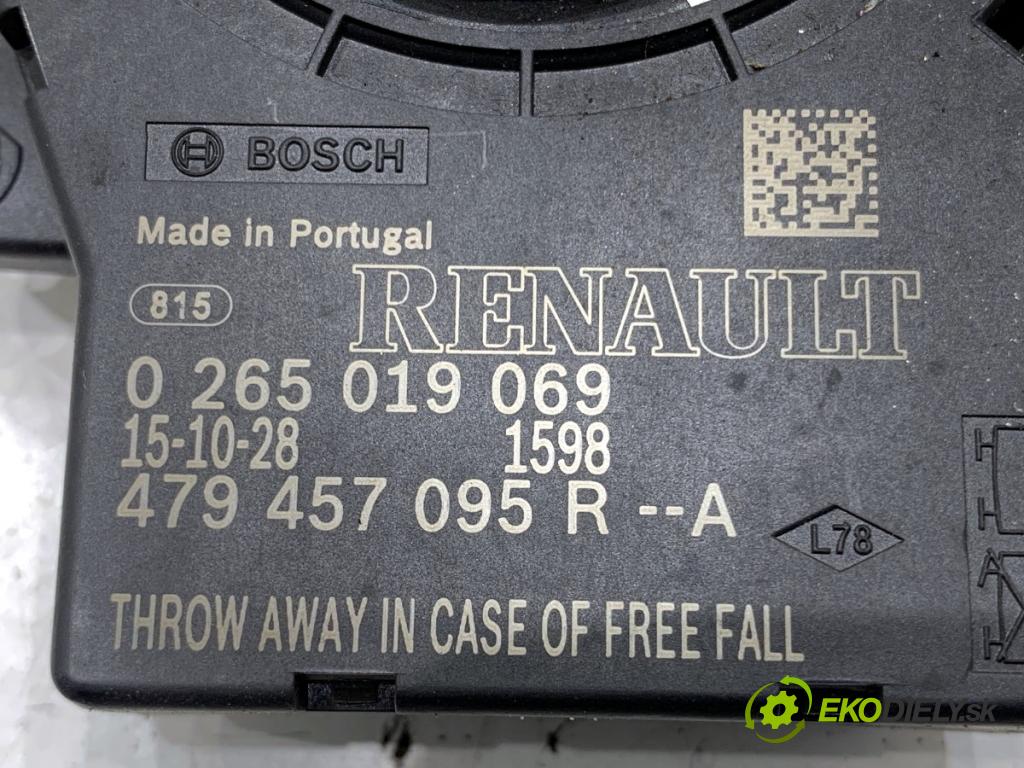 BOSCH
Made in Portugal
815
RENAULT
0 265 019 069
15-10-28 1598
479 457 095 R --A
L78
THROW AWAY IN CASE OF FREE FALL
EKODIELY.SK